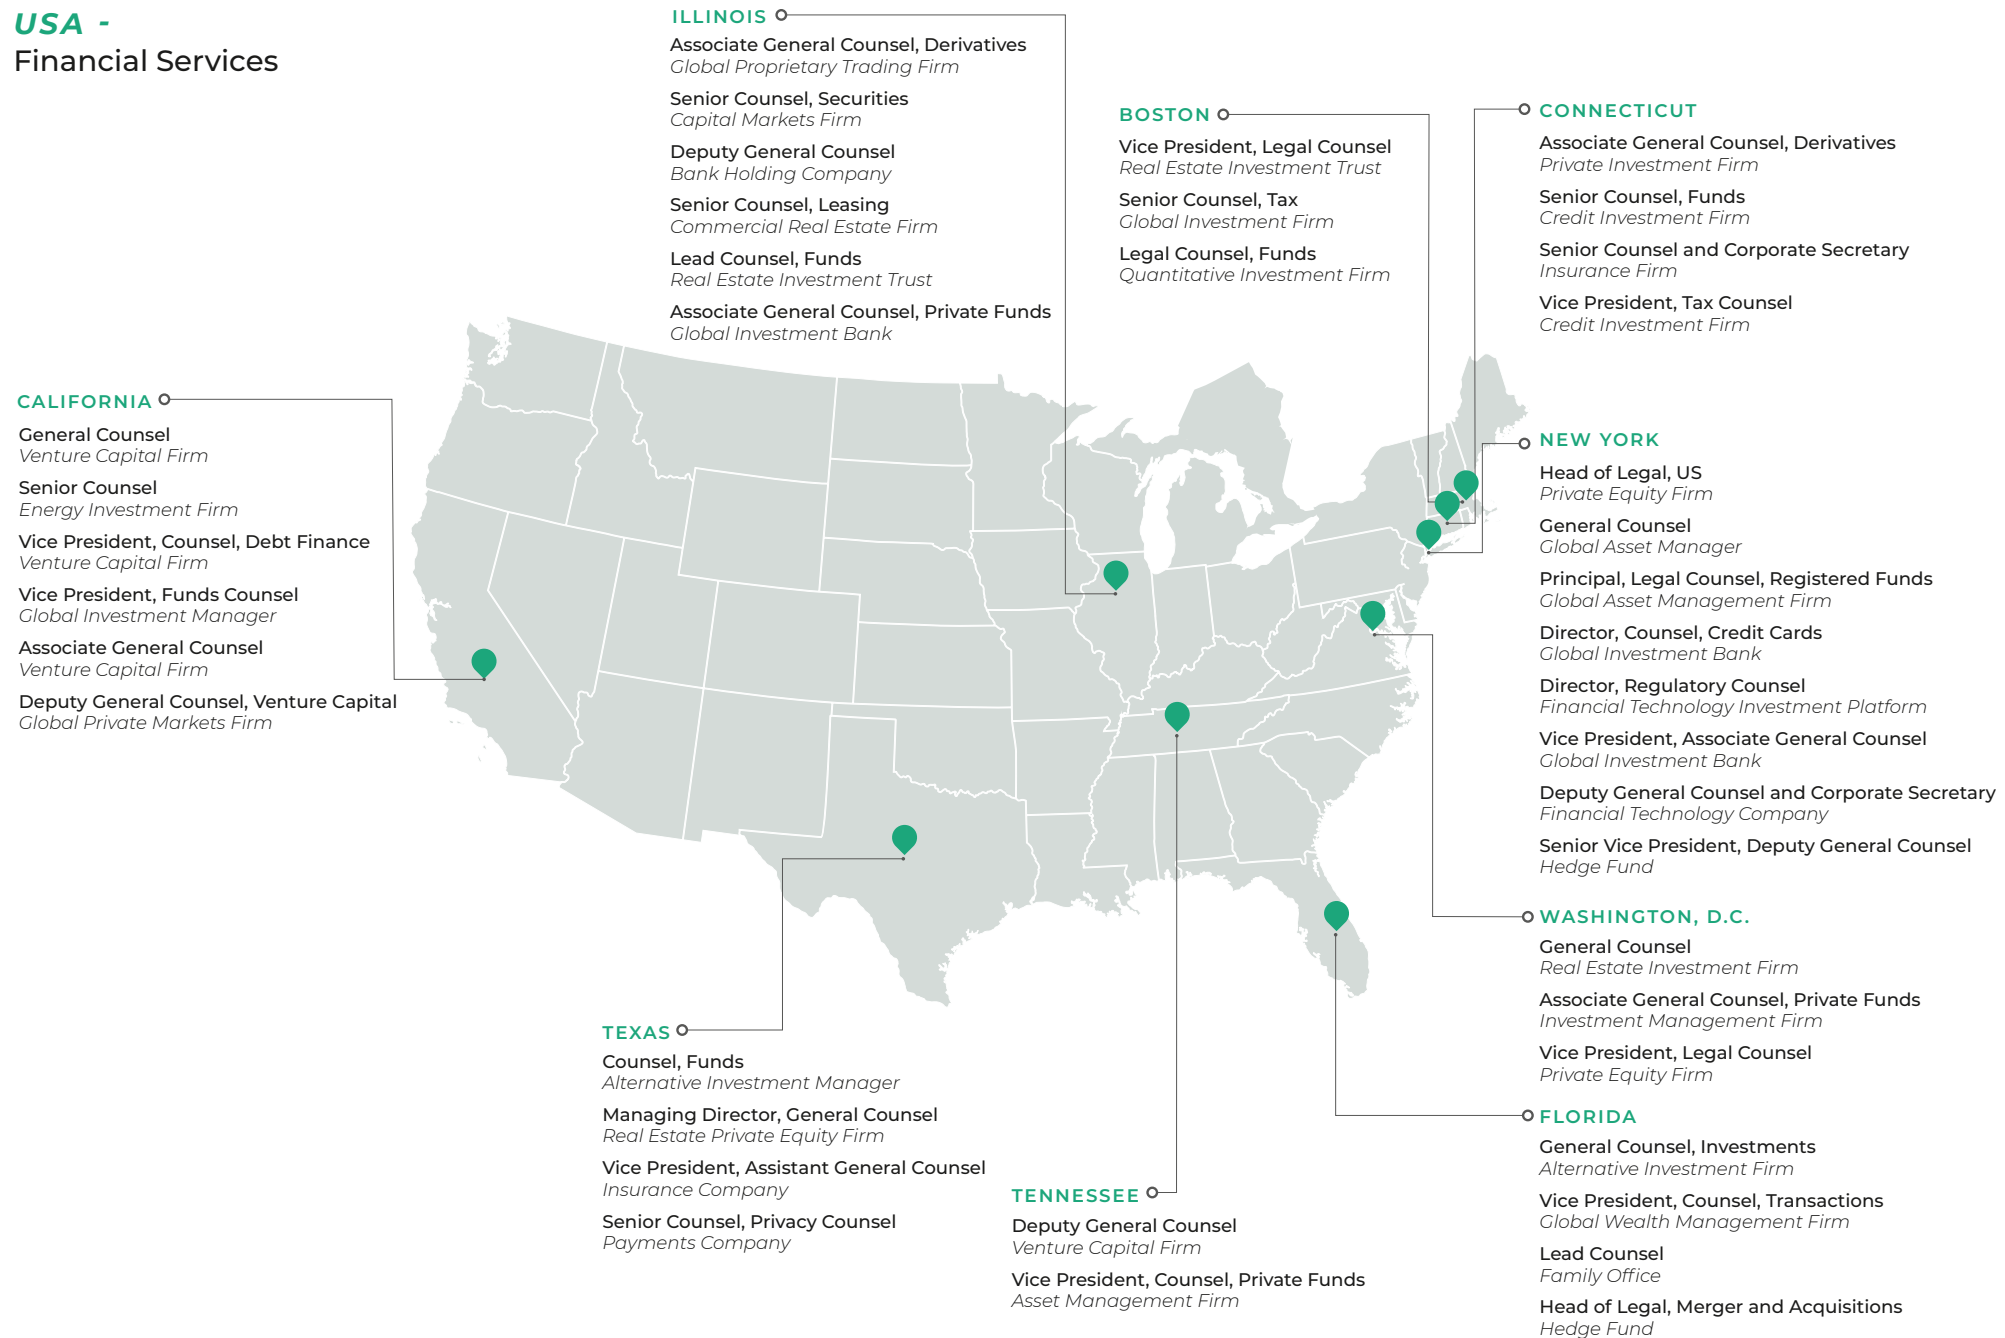 USA -
Financial Services
ILLINOIS
Associate General Counsel, Derivatives
Global Proprietary Trading Firm
Senior Counsel, Securities
Capital Markets Firm
Deputy General Counsel
Bank Holding Company
Senior Counsel, Leasing
Commercial Real Estate Firm
Lead Counsel, Funds
Real Estate Investment Trust
Associate General Counsel, Private Funds
Global Investment Bank
BOSTON
Vice President, Legal Counsel
Real Estate Investment Trust
Senior Counsel, Tax
Global Investment Firm
Legal Counsel, Funds
Quantitative Investment Firm
CONNECTICUT
Associate General Counsel, Derivatives
Private Investment Firm
Senior Counsel, Funds
Credit Investment Firm
Senior Counsel and Corporate Secretary
Insurance Firm
Vice President, Tax Counsel
Credit Investment Firm
CALIFORNIA
General Counsel
Venture Capital Firm
Senior Counsel
Energy Investment Firm
Vice President, Counsel, Debt Finance
Venture Capital Firm
Vice President, Funds Counsel
Global Investment Manager
Associate General Counsel
Venture Capital Firm
Deputy General Counsel, Venture Capital
Global Private Markets Firm
NEW YORK
Head of Legal, US
Private Equity Firm
General Counsel
Global Asset Manager
Principal, Legal Counsel, Registered Funds
Global Asset Management Firm
Director, Counsel, Credit Cards
Global Investment Bank
Director, Regulatory Counsel
Financial Technology Investment Platform
Vice President, Associate General Counsel
Global Investment Bank
Deputy General Counsel and Corporate Secretary
Financial Technology Company
Senior Vice President, Deputy General Counsel
Hedge Fund
WASHINGTON, D.C.
General Counsel
Real Estate Investment Firm
Associate General Counsel, Private Funds
Investment Management Firm
Vice President, Legal Counsel
Private Equity Firm
TEXAS
Counsel, Funds
Alternative Investment Manager
Managing Director, General Counsel
Real Estate Private Equity Firm
Vice President, Assistant General Counsel
Insurance Company
Senior Counsel, Privacy Counsel
Payments Company
TENNESSEE
Deputy General Counsel
Venture Capital Firm
Vice President, Counsel, Private Funds
Asset Management Firm
FLORIDA
General Counsel, Investments
Alternative Investment Firm
Vice President, Counsel, Transactions
Global Wealth Management Firm
Lead Counsel
Family Office
Head of Legal, Merger and Acquisitions
Hedge Fund